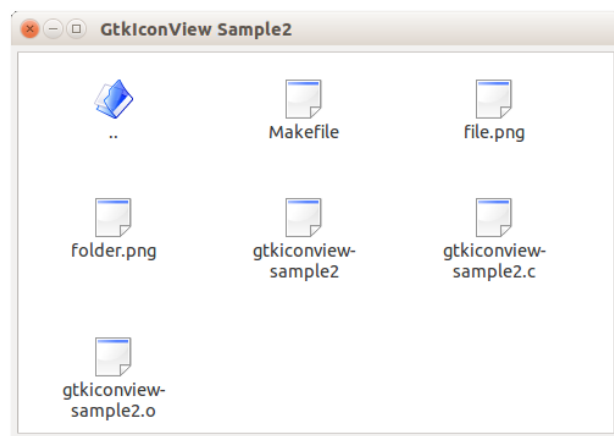 GtkIconView Sample2
..
Makefile
file.png
folder.png
gtkiconview-
sample2
gtkiconview-
sample2.c
gtkiconview-
sample2.o